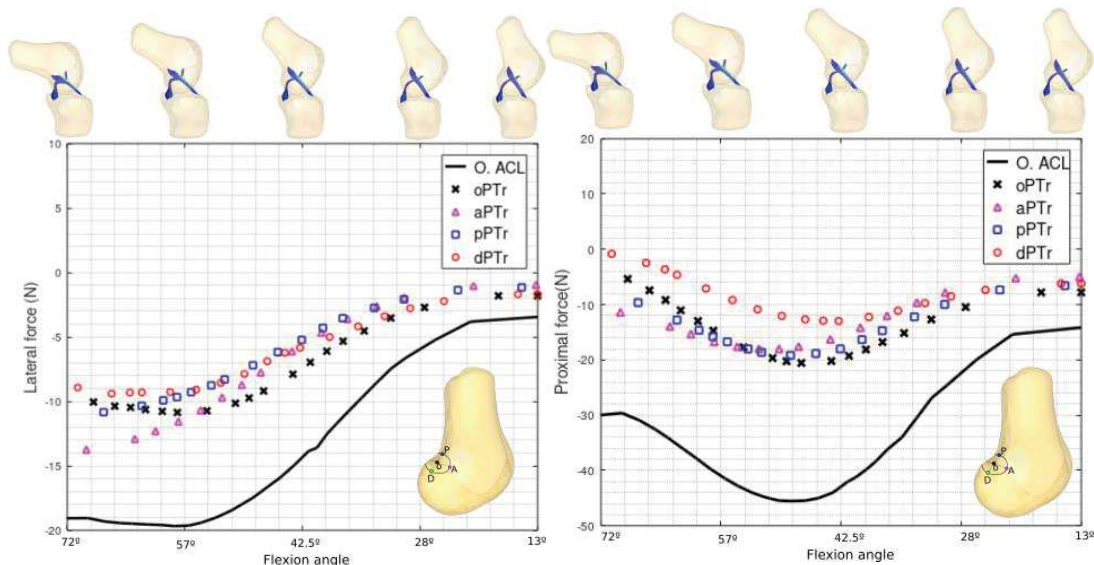 10
5
0
-5
-10
-15
-20
Lateral force (N)
O. ACL
oPTr
aPTr
pPTr
dPTr
P
o
A
D
72º
57º
42.5º
28º
13º
Flexion angle
20
10
0
-10
-20
-30
-40
-50
Proximal force(N)
O. ACL
oPTr
aPTr
pPTr
dPTr
P
o
A
D
72º
57º
42.5º
28º
13º
Flexion angle